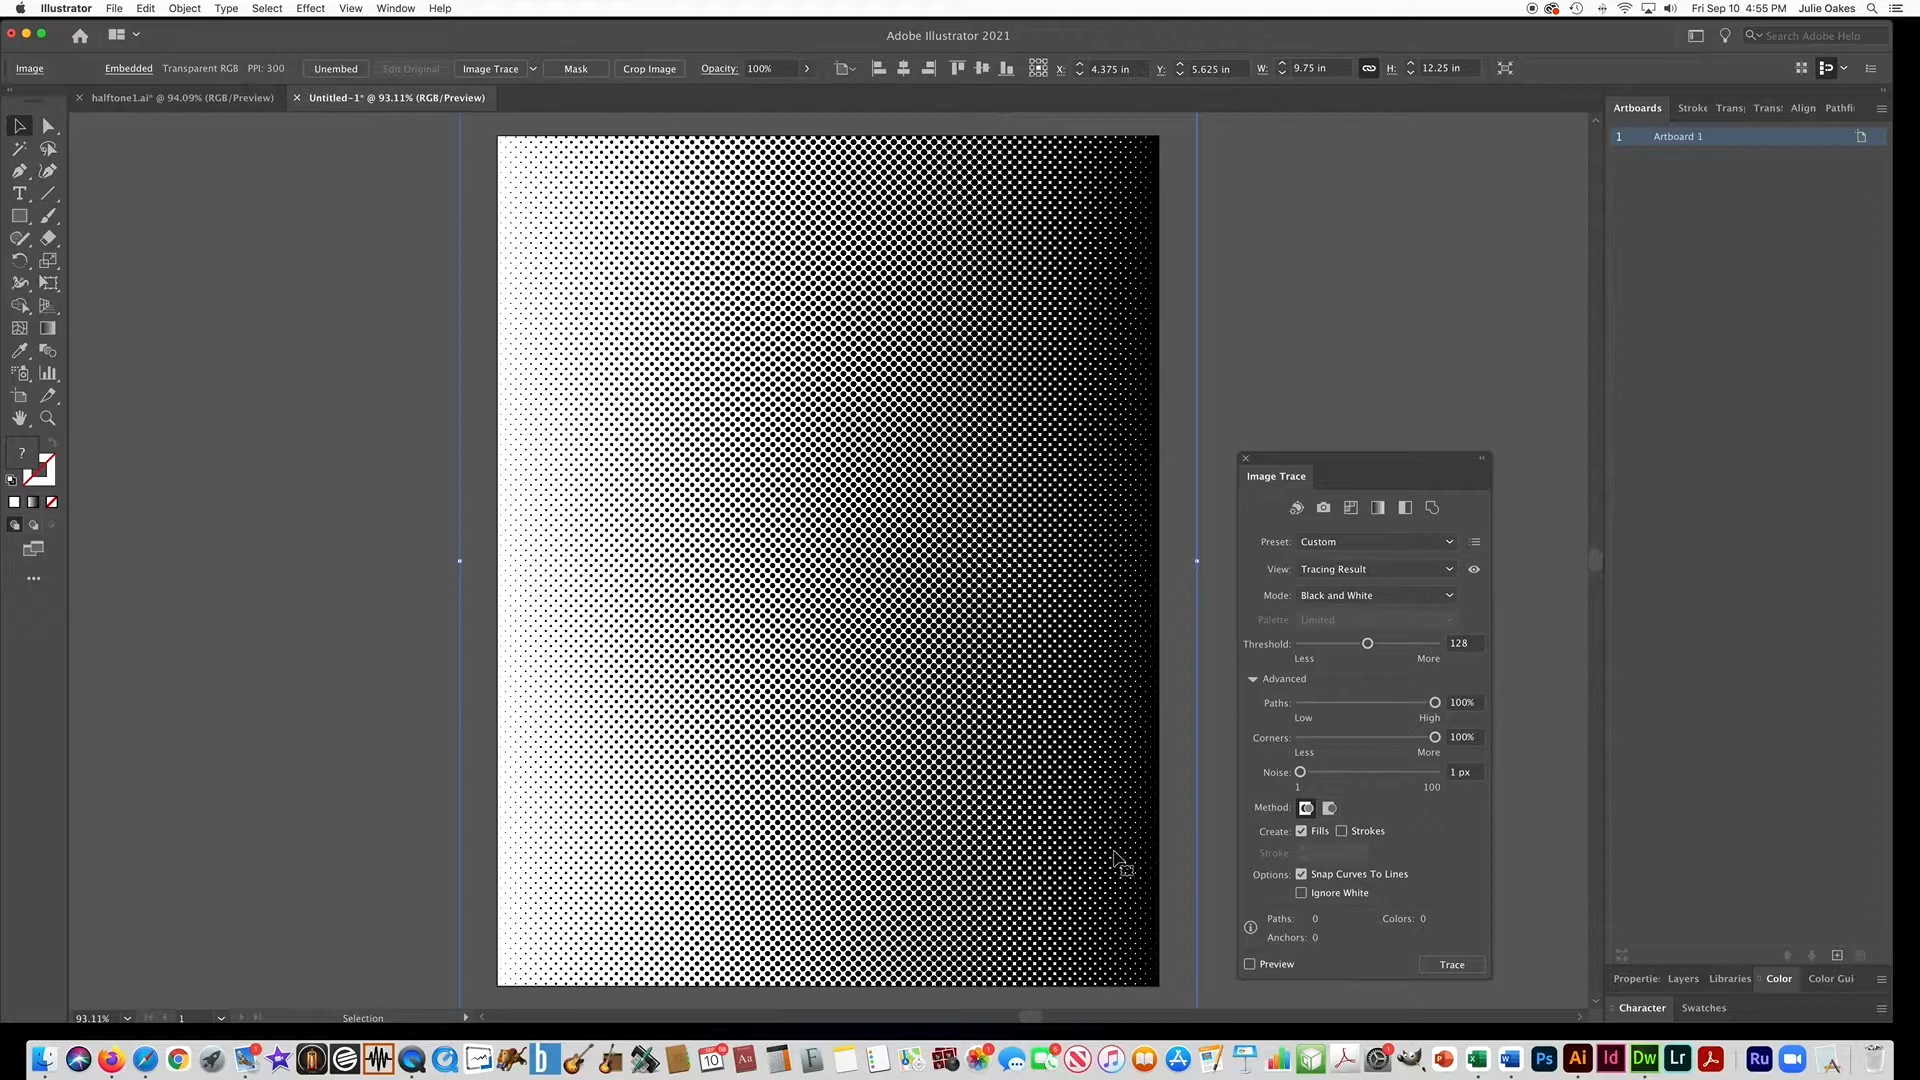 Illustrator File Edit Object Type Select Effect View Window Help Fri Sep 10 4:55 PM Julie Oakes
Adobe Illustrator 2021 Search Adobe Help
Image Embedded Transparent RGB PPI: 300 Unembed Edit Original Image Trace Mask Crop Image Opacity: 100% X: 4.375 in Y: 5.625 in W: 9.75 in H: 12.25 in
halftone1.ai* @ 94.09% (RGB/Preview) Untitled-1* @ 93.11% (RGB/Preview)
Artboards Stroke Trans Trans Align Pathfi
1 Artboard 1
Image Trace
Preset: Custom
View: Tracing Result
Mode: Black and White
Palette Limited
Threshold: 128
Less More
Advanced
Paths: 100%
Low High
Corners: 100%
Less More
Noise: 1 px
1 100
Method:
Create: Fills Strokes
Stroke
Options: Snap Curves To Lines
Ignore White
Paths: 0 Colors: 0
Anchors: 0
Preview Trace
Propertie: Layers Libraries Color Color Gui
Character Swatches
93.11% 1 Selection
Ps Ai Id Dw Lr Ru